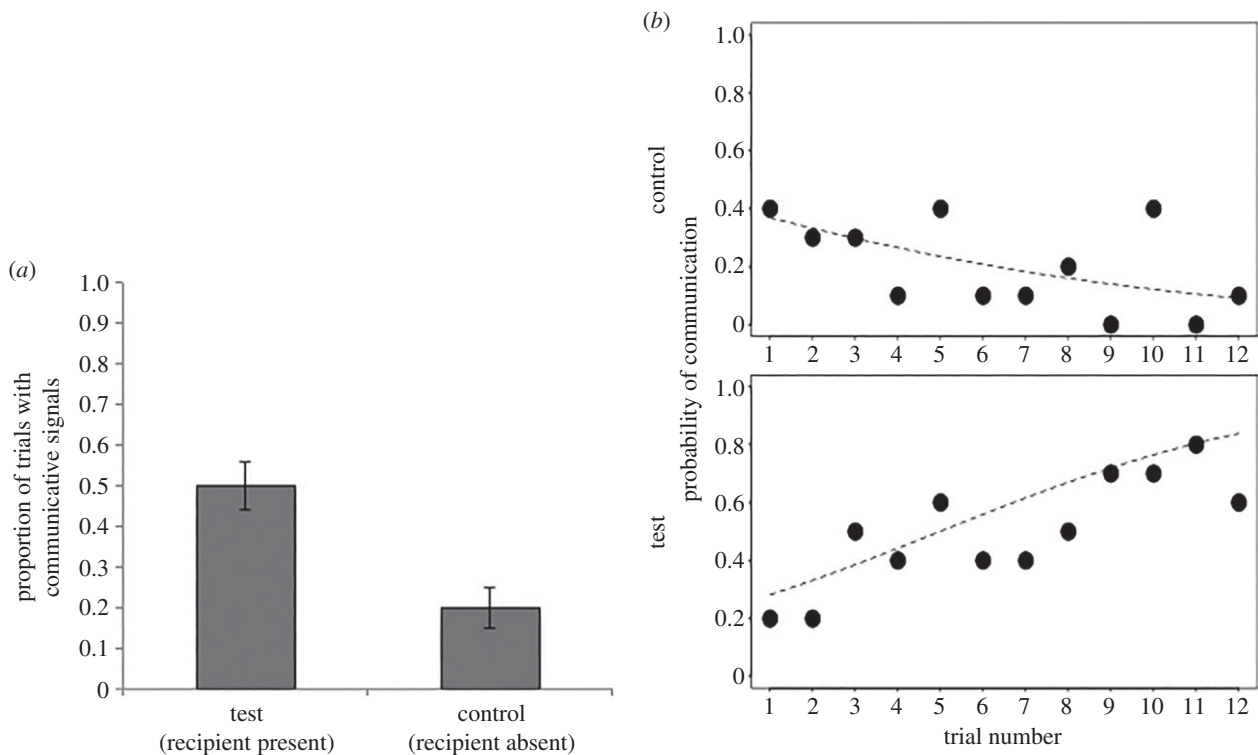 (a)
1.0
0.9
0.8
0.7
0.6
0.5
0.4
0.3
0.2
0.1
0
proportion of trials with
communicative signals
test
(recipient present)
control
(recipient absent)
(b)
probability of communication
control
1.0
0.8
0.6
0.4
0.2
0
1 2 3 4 5 6 7 8 9 10 11 12
test
1.0
0.8
0.6
0.4
0.2
0
1 2 3 4 5 6 7 8 9 10 11 12
trial number